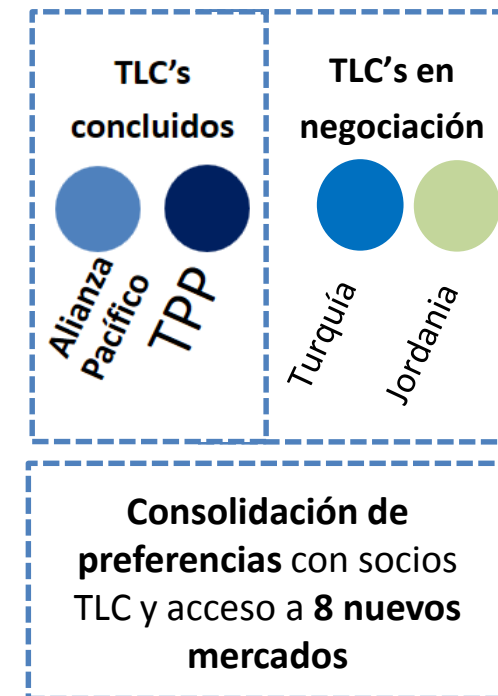 TLC’s
concluidos
Alianza
Pacífico
TPP
TLC’s en
negociación
Turquía
Jordania
Consolidación de
preferencias con socios
TLC y acceso a 8 nuevos
mercados